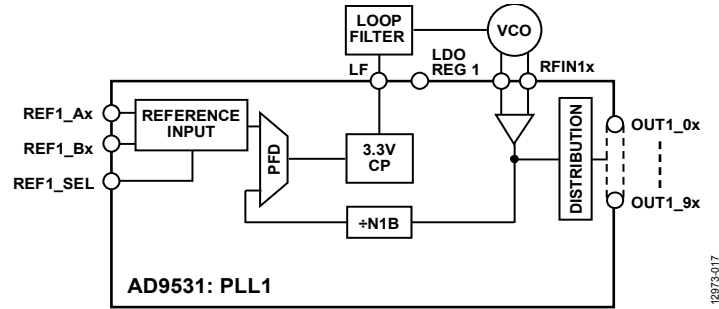 LOOP
FILTER
VCO
LF
LDO
REG 1
RFIN1x
REF1_Ax
REF1_Bx
REF1_SEL
REFERENCE
INPUT
PFD
3.3V
CP
÷N1B
DISTRIBUTION
OUT1_0x
OUT1_9x
AD9531: PLL1
12973-017